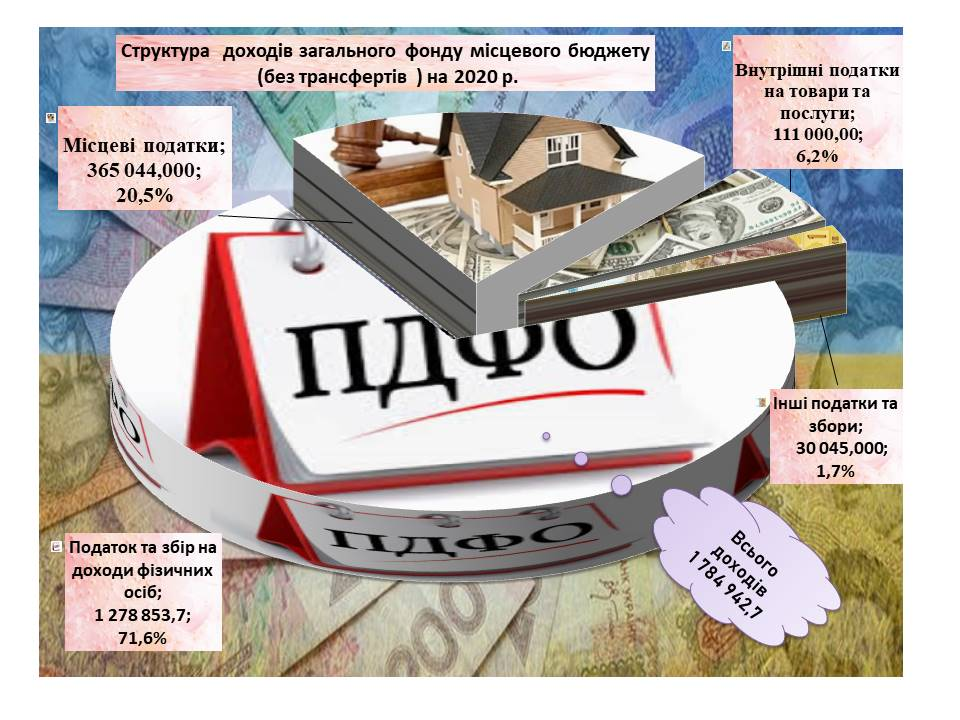 Структура доходів загального фонду місцевого бюджету
(без трансфертів ) на 2020 р.
Місцеві податки;
365 044,000;
20,5%
Внутрішні податки
на товари та
послуги;
111 000,00;
6,2%
ПДФО
Інші податки та
збори;
30 045,000;
1,7%
ПДФО
Податок та збір на
доходи фізичних
осіб;
1 278 853,7;
71,6%
Всього
доходів
1 784 942,7